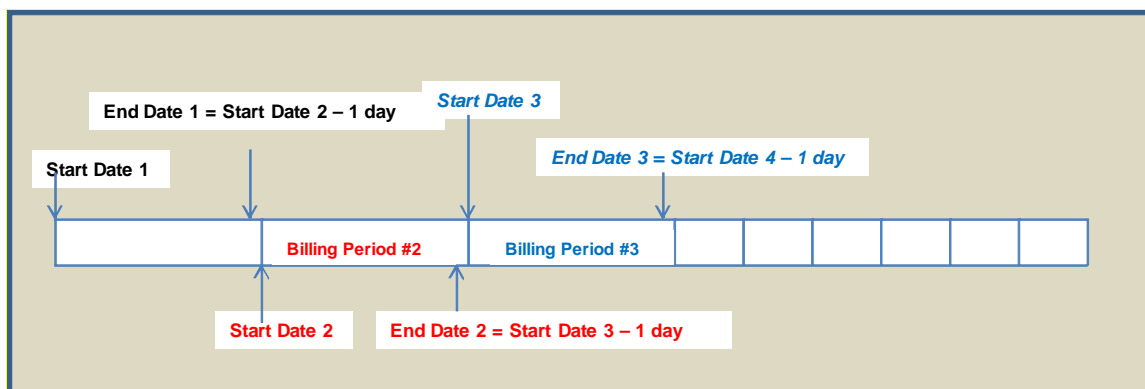 Start Date 3
End Date 1 = Start Date 2 – 1 day
End Date 3 = Start Date 4 – 1 day
Start Date 1
Billing Period #2
Billing Period #3
Start Date 2
End Date 2 = Start Date 3 – 1 day